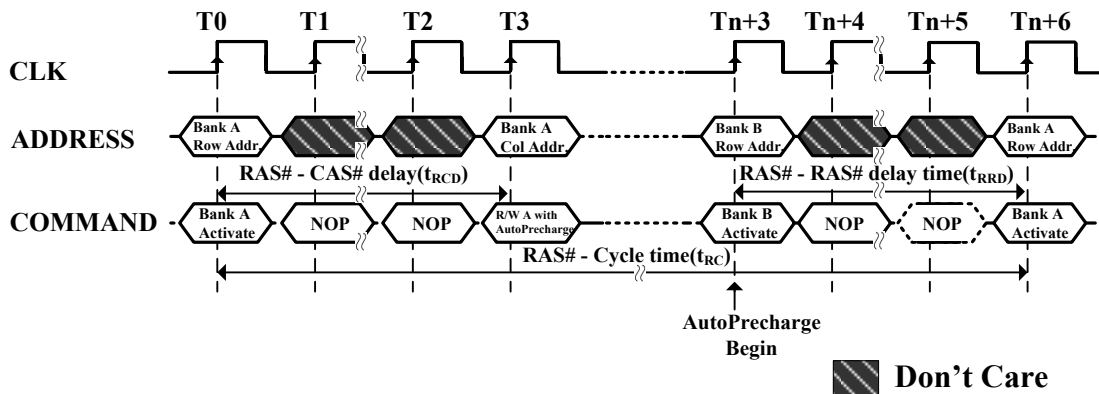 T0 T1 T2 T3 Tn+3 Tn+4 Tn+5 Tn+6
CLK
ADDRESS
Bank A
Row Addr.
Bank A
Col Addr.
Bank B
Row Addr.
Bank A
Row Addr.
RAS# - CAS# delay(tRCD)
RAS# - RAS# delay time(tRRD)
COMMAND
Bank A
Activate
NOP
NOP
R/W A with
AutoPrecharge
Bank B
Activate
NOP
NOP
Bank A
Activate
RAS# - Cycle time(tRC)
AutoPrecharge
Begin
Don't Care